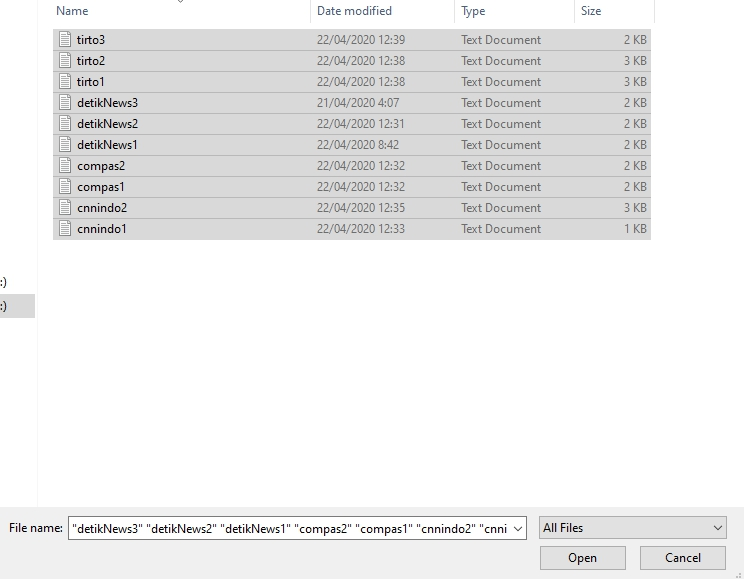 Name Date modified Type Size
tirto3 22/04/2020 12:39 Text Document 2 KB
tirto2 22/04/2020 12:38 Text Document 3 KB
tirto1 22/04/2020 12:38 Text Document 3 KB
detikNews3 21/04/2020 4:07 Text Document 2 KB
detikNews2 22/04/2020 12:31 Text Document 2 KB
detikNews1 22/04/2020 8:42 Text Document 2 KB
compas2 22/04/2020 12:32 Text Document 2 KB
compas1 22/04/2020 12:32 Text Document 2 KB
cnnindo2 22/04/2020 12:35 Text Document 3 KB
cnnindo1 22/04/2020 12:33 Text Document 1 KB
:)
:)
File name: "detikNews3" "detikNews2" "detikNews1" "compas2" "compas1" "cnnindo2" "cnni All Files
Open Cancel